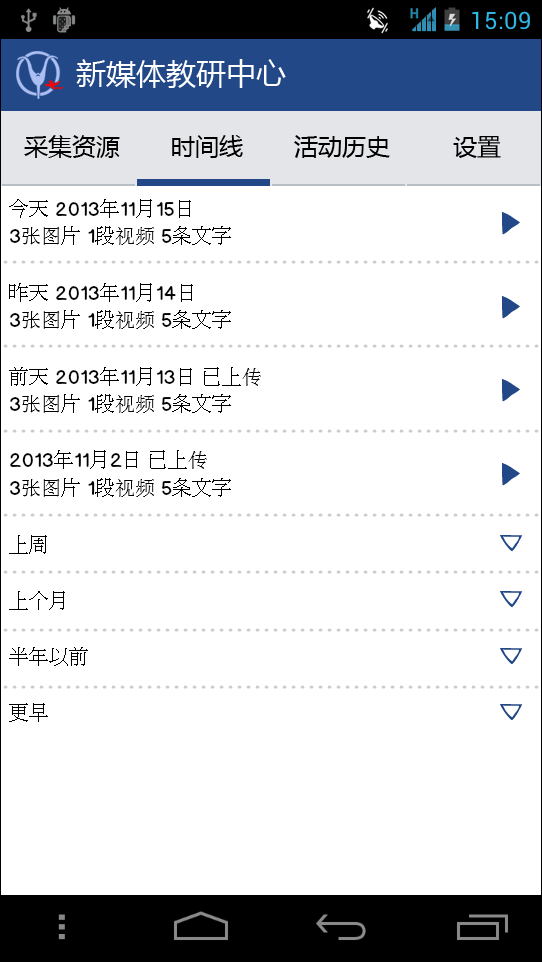 H 15:09
新媒体教研中心
采集资源 时间线 活动历史 设置
今天 2013年11月15日
3张图片 1段视频 5条文字
昨天 2013年11月14日
3张图片 1段视频 5条文字
前天 2013年11月13日 已上传
3张图片 1段视频 5条文字
2013年11月2日 已上传
3张图片 1段视频 5条文字
上周
上个月
半年以前
更早